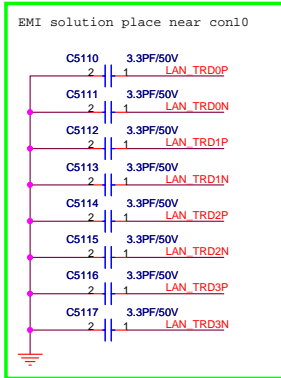 EMI solution place near con10
C5110 3.3PF/50V
2 1 LAN_TRD0P
C5111 3.3PF/50V
2 1 LAN_TRD0N
C5112 3.3PF/50V
2 1 LAN_TRD1P
C5113 3.3PF/50V
2 1 LAN_TRD1N
C5114 3.3PF/50V
2 1 LAN_TRD2P
C5115 3.3PF/50V
2 1 LAN_TRD2N
C5116 3.3PF/50V
2 1 LAN_TRD3P
C5117 3.3PF/50V
2 1 LAN_TRD3N